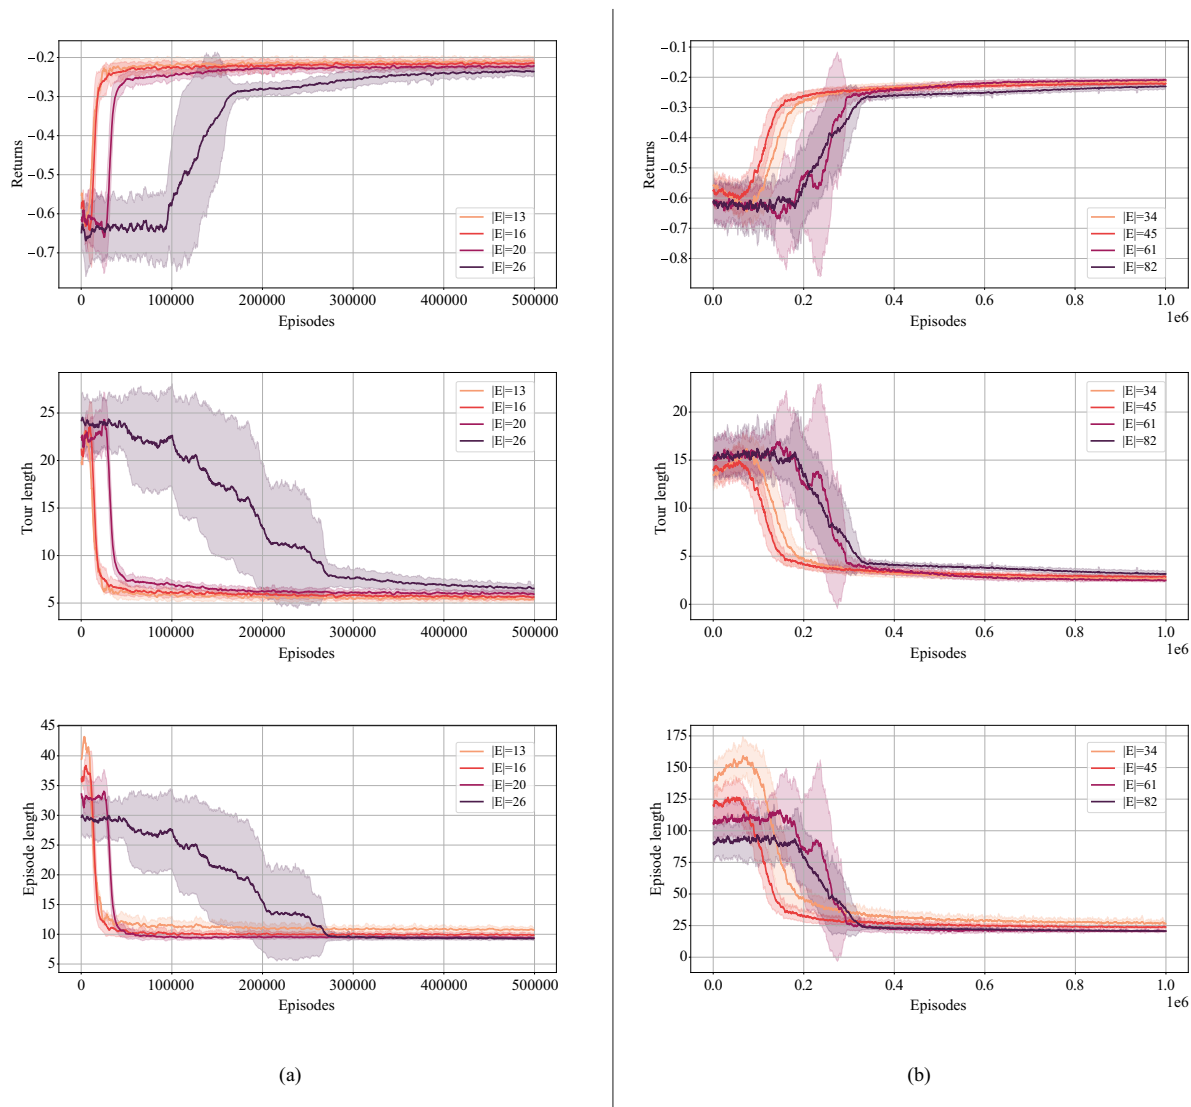 −0.2
−0.3
−0.4
−0.5
−0.6
−0.7
Returns
|E|=13
|E|=16
|E|=20
|E|=26
0 100000 200000 300000 400000 500000
Episodes
25
20
15
10
5
Tour length
|E|=13
|E|=16
|E|=20
|E|=26
0 100000 200000 300000 400000 500000
Episodes
45
40
35
30
25
20
15
10
5
Episode length
|E|=13
|E|=16
|E|=20
|E|=26
0 100000 200000 300000 400000 500000
Episodes
(a)
−0.1
−0.2
−0.3
−0.4
−0.5
−0.6
−0.7
−0.8
Returns
|E|=34
|E|=45
|E|=61
|E|=82
0.0 0.2 0.4 0.6 0.8 1.0
1e6
Episodes
20
15
10
5
0
Tour length
|E|=34
|E|=45
|E|=61
|E|=82
0.0 0.2 0.4 0.6 0.8 1.0
1e6
Episodes
175
150
125
100
75
50
25
0
Episode length
|E|=34
|E|=45
|E|=61
|E|=82
0.0 0.2 0.4 0.6 0.8 1.0
1e6
Episodes
(b)